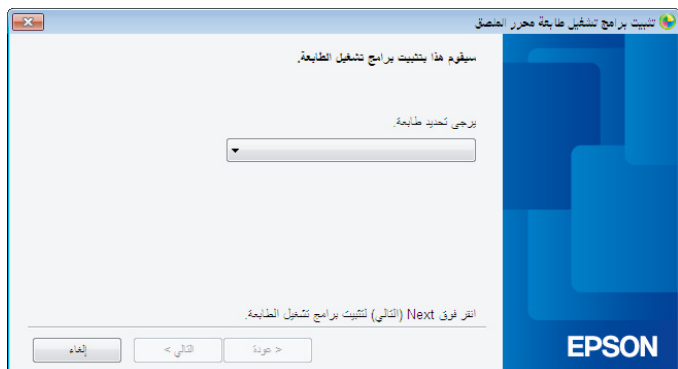 تثبيت برامج تشغيل طابعة محرر الملصق
سيقوم هذا بتثبيت برامج تشغيل الطابعة.
يرجى تحديد طابعة.
انقر فوق Next (التالي) لتثبيت برامج تشغيل الطابعة.
< عودة
التالي >
إلغاء
EPSON